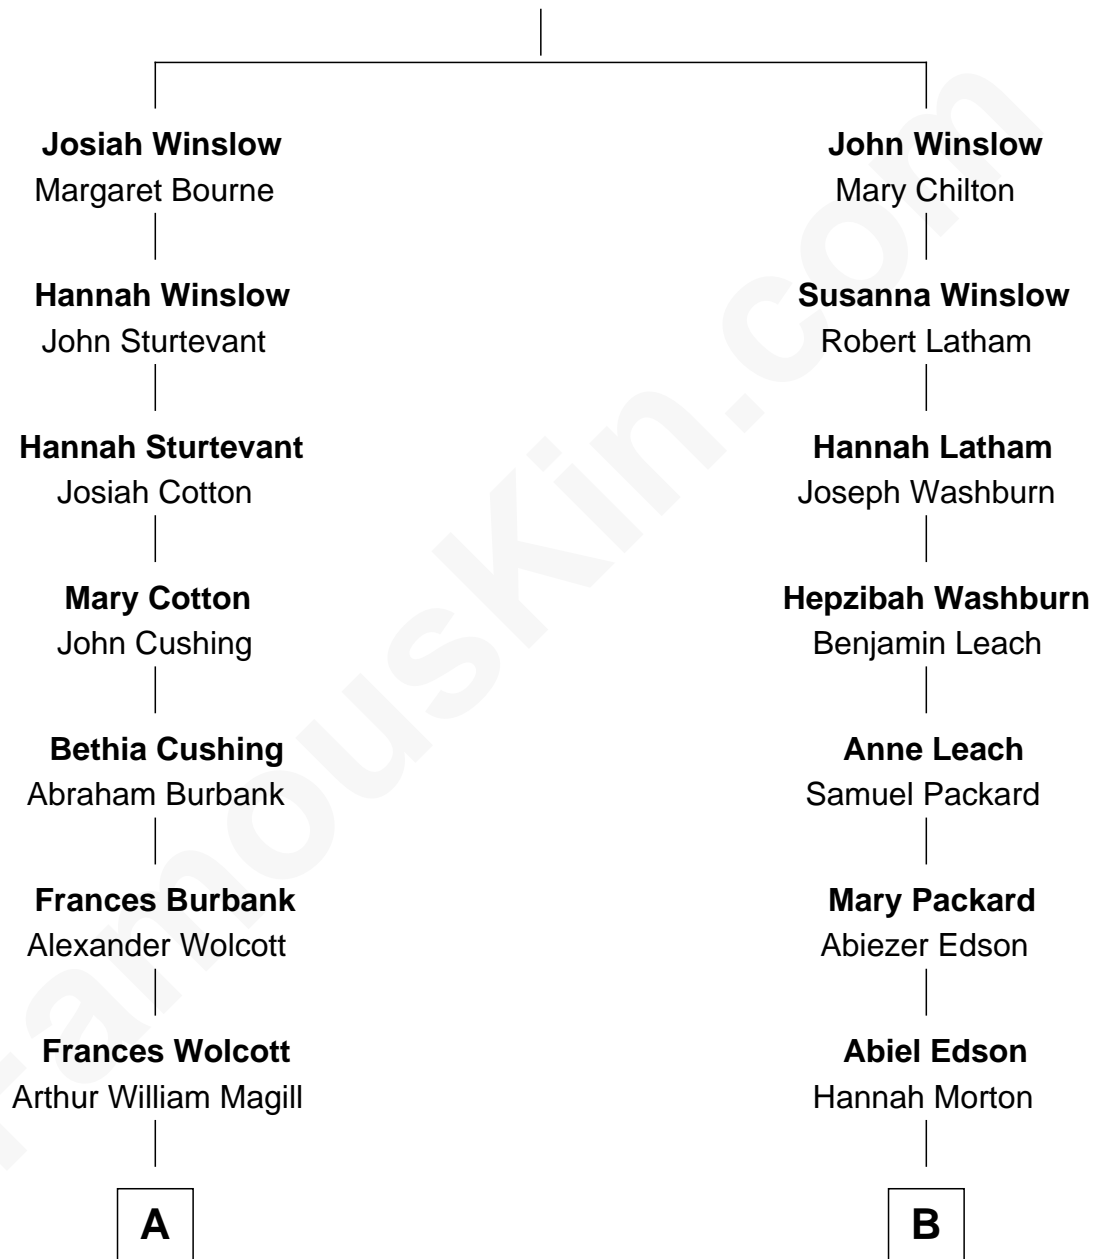 Josiah Winslow
Margaret Bourne
Hannah Winslow
John Sturtevant
Hannah Sturtevant
Josiah Cotton
Mary Cotton
John Cushing
Bethia Cushing
Abraham Burbank
Frances Burbank
Alexander Wolcott
Frances Wolcott
Arthur William Magill
A
John Winslow
Mary Chilton
Susanna Winslow
Robert Latham
Hannah Latham
Joseph Washburn
Hepzibah Washburn
Benjamin Leach
Anne Leach
Samuel Packard
Mary Packard
Abiezer Edson
Abiel Edson
Hannah Morton
B
FamousKin.com